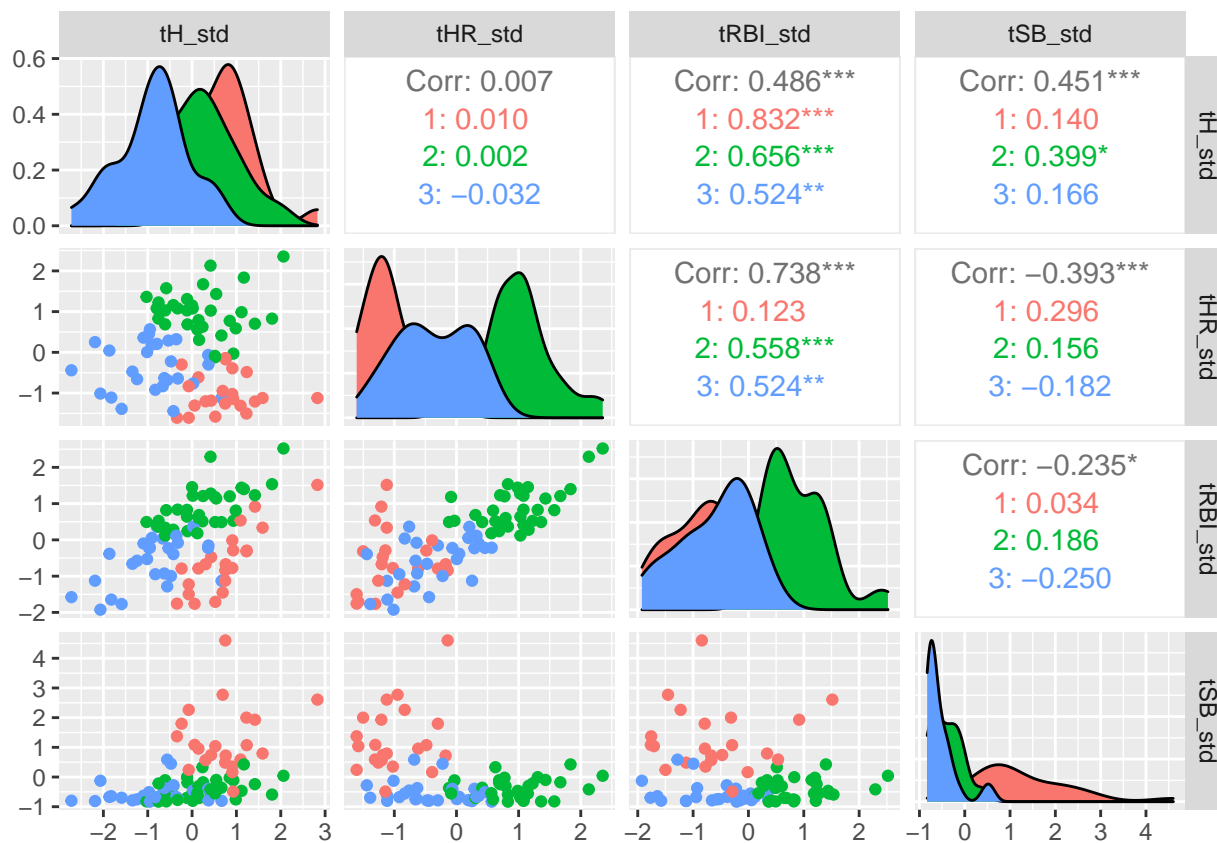 tH_std
tHR_std
tRBI_std
tSB_std
0.6
0.4
0.2
0.0
Corr: 0.007
1: 0.010
2: 0.002
3: −0.032
Corr: 0.486***
1: 0.832***
2: 0.656***
3: 0.524**
Corr: 0.451***
1: 0.140
2: 0.399*
3: 0.166
tH_std
2
1
0
−1
Corr: 0.738***
1: 0.123
2: 0.558***
3: 0.524**
Corr: −0.393***
1: 0.296
2: 0.156
3: −0.182
tHR_std
2
1
0
−1
−2
Corr: −0.235*
1: 0.034
2: 0.186
3: −0.250
tRBI_std
4
3
2
1
0
−1
tSB_std
−2 −1 0 1 2 3
−1 0 1 2
−2 −1 0 1 2
−1 0 1 2 3 4